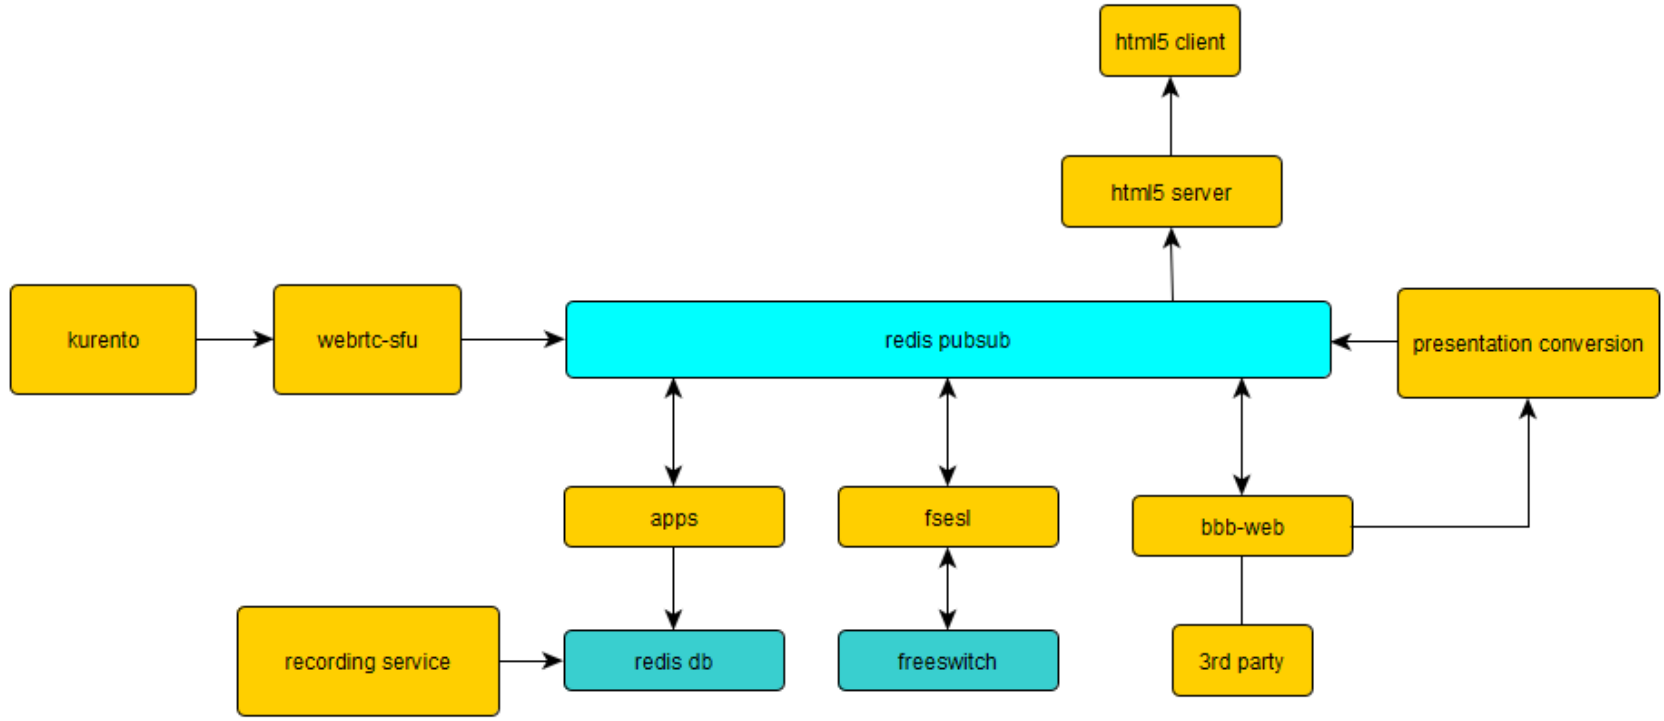 html5 client
html5 server
kurento
webrtc-sfu
redis pubsub
presentation conversion
apps
fsesl
bbb-web
recording service
redis db
freeswitch
3rd party